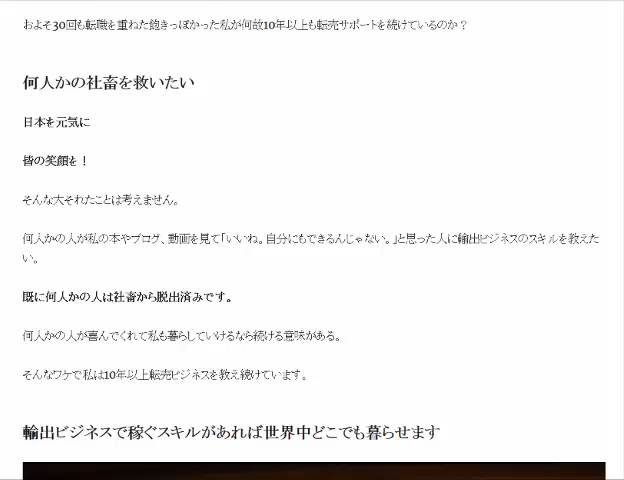 およそ30回も転職を重ねた飽きっぽかった私が何故10年以上も転売サポートを続けているのか？
何人かの社畜を救いたい
日本を元気に
皆の笑顔を！
そんな大それたことは考えません。
何人かの人が私の本やブログ、動画を見て「いいね。自分にもできるんじゃない。」と思った人に輸出ビジネスのスキルを教えた
い。
既に何人かの人は社畜から脱出済みです。
何人かの人が喜んでくれて私も暮らしていけるなら続ける意味がある。
そんなワケで私は10年以上転売ビジネスを教え続けています。
輸出ビジネスで稼ぐスキルがあれば世界中どこでも暮らせます